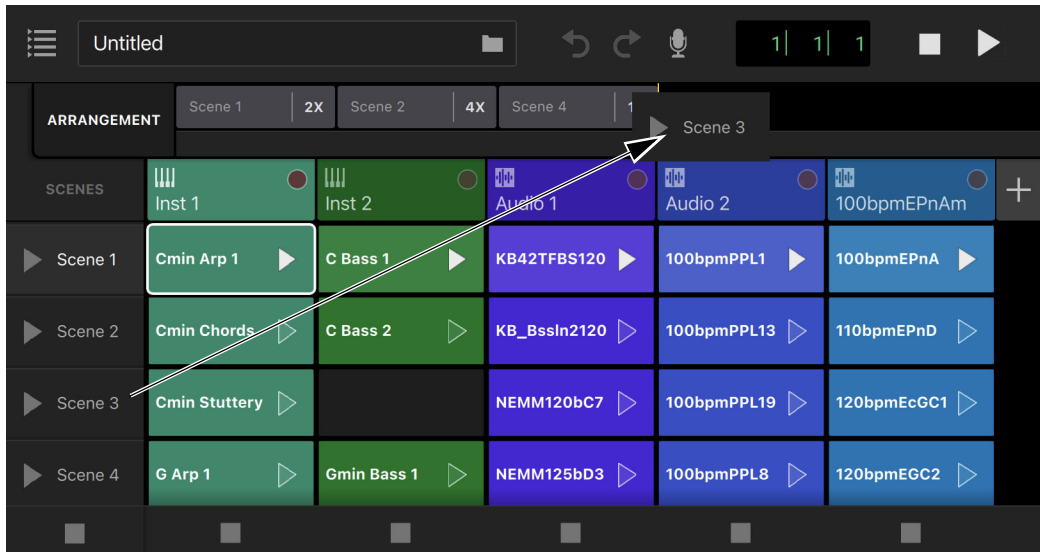 Untitled
1| 1| 1
ARRANGEMENT
Scene 1 2X Scene 2 4X Scene 4 1
Scene 3
SCENES
Inst 1
Inst 2
Audio 1
Audio 2
100bpmEPnAm
+
Scene 1 Cmin Arp 1 C Bass 1 KB42TFBS120 100bpmPPL1 100bpmEPnA
Scene 2 Cmin Chords C Bass 2 KB_Bssln2120 100bpmPPL13 110bpmEPnD
Scene 3 Cmin Stuttery NEMM120bC7 100bpmPPL19 120bpmEcGC1
Scene 4 G Arp 1 Gmin Bass 1 NEMM125bD3 100bpmPPL8 120bpmEGC2